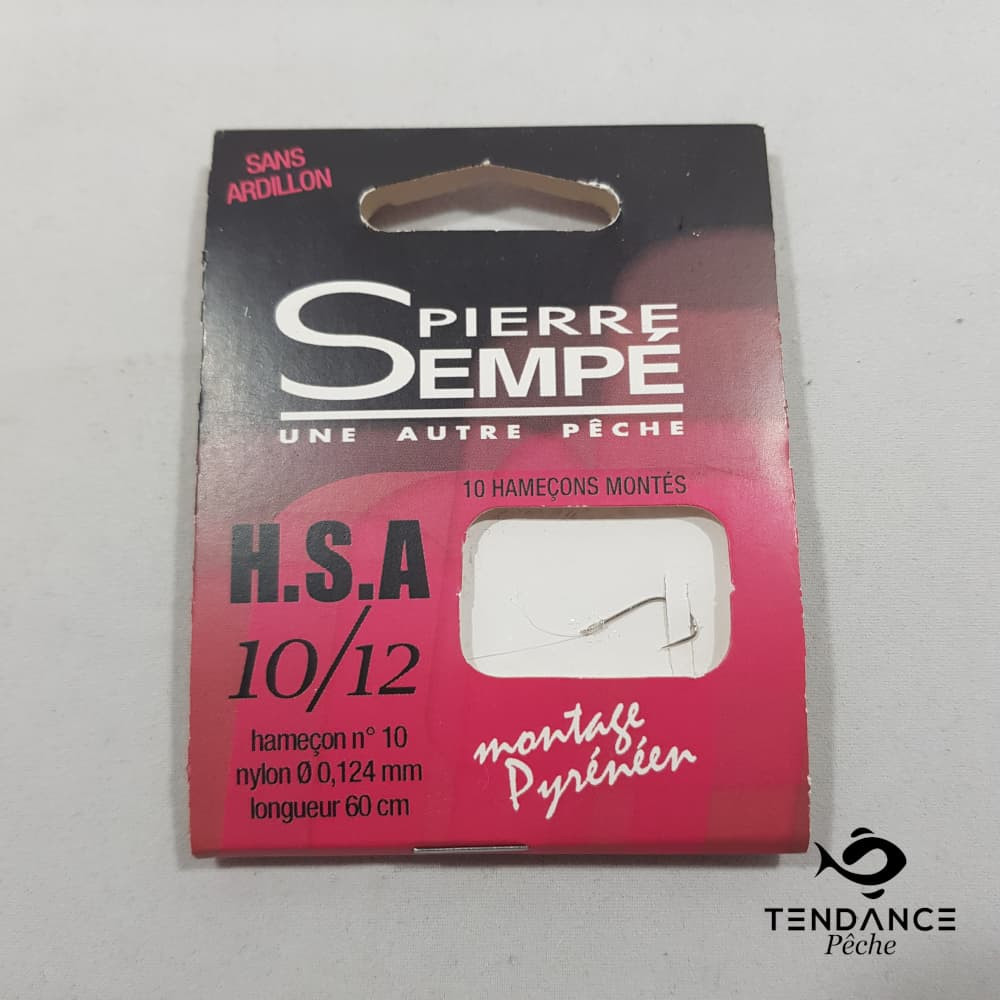 SANS
ARDILLON
PIERRE
SEMPÉ
UNE AUTRE PÊCHE
10 HAMEÇONS MONTÉS
H.S.A
10/12
hameçon n° 10
nylon Ø 0,124 mm
longueur 60 cm
montage
Pyrénéen
TENDANCE
Pêche